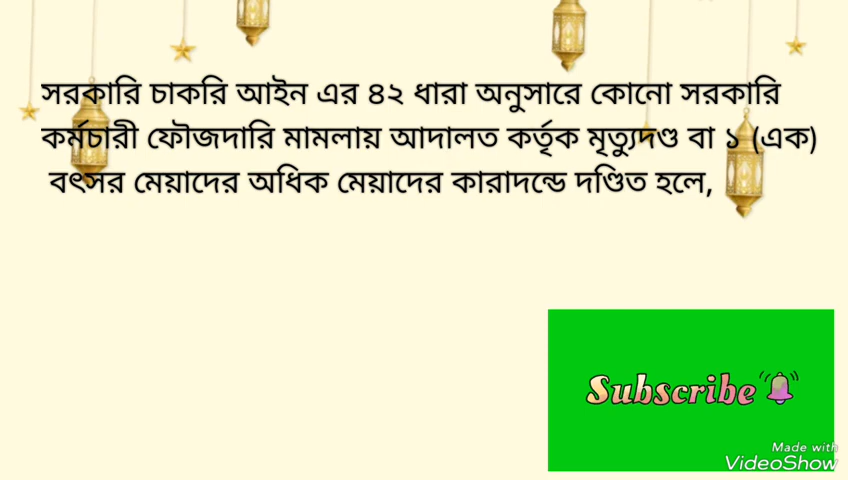 সরকারি চাকরি আইন এর ৪২ ধারা অনুসারে কোনো সরকারি
কর্মচারী ফৌজদারি মামলায় আদালত কর্তৃক মৃত্যুদণ্ড বা ১ (এক)
বৎসর মেয়াদের অধিক মেয়াদের কারাদন্ডে দণ্ডিত হলে,
Subscribe
Made with
VideoShow